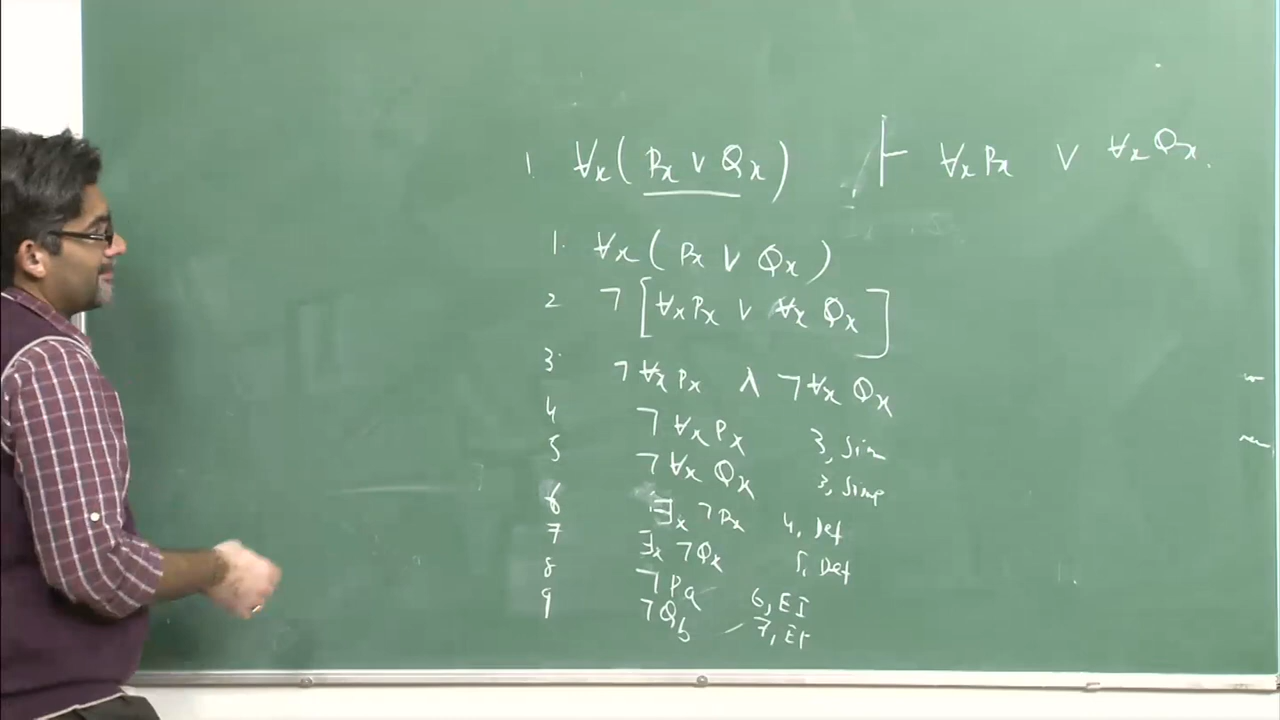 1. ∀x ( Px ∨ Qx ) ⊢ ∀x Px ∨ ∀x Qx.
1. ∀x ( Px ∨ Qx )
2 ¬ [ ∀x Px ∨ ∀x Qx ]
3. ¬ ∀x Px ∧ ¬ ∀x Qx
4 ¬ ∀x Px 3, Sim
5 ¬ ∀x Qx 3, Simp
6 ∃x ¬ Px 4, Def
7 ∃x ¬ Qx 5, Def
8 ¬ Pa 6, EI
9 ¬ Qb 7, EI